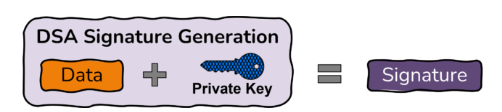 DSA Signature Generation
Data
Private Key
Signature